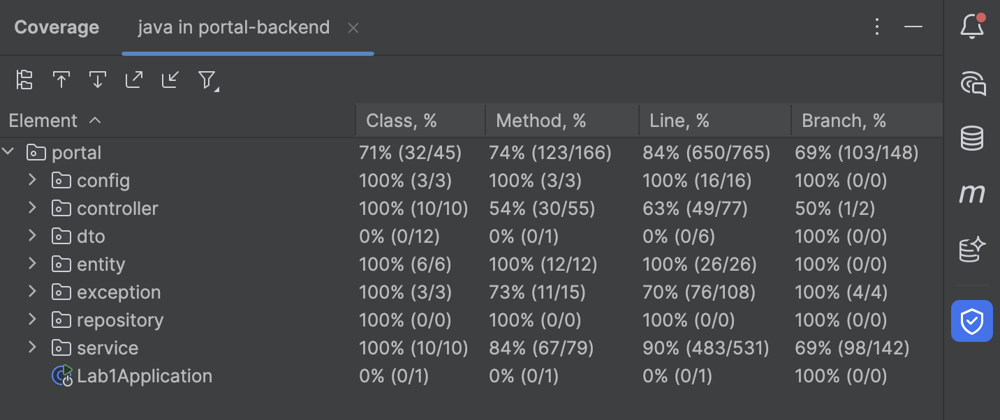 Coverage java in portal-backend
Element Class, % Method, % Line, % Branch, %
portal 71% (32/45) 74% (123/166) 84% (650/765) 69% (103/148)
config 100% (3/3) 100% (3/3) 100% (16/16) 100% (0/0)
controller 100% (10/10) 54% (30/55) 63% (49/77) 50% (1/2)
dto 0% (0/12) 0% (0/1) 0% (0/6) 100% (0/0)
entity 100% (6/6) 100% (12/12) 100% (26/26) 100% (0/0)
exception 100% (3/3) 73% (11/15) 70% (76/108) 100% (4/4)
repository 100% (0/0) 100% (0/0) 100% (0/0) 100% (0/0)
service 100% (10/10) 84% (67/79) 90% (483/531) 69% (98/142)
Lab1Application 0% (0/1) 0% (0/1) 0% (0/1) 100% (0/0)
m